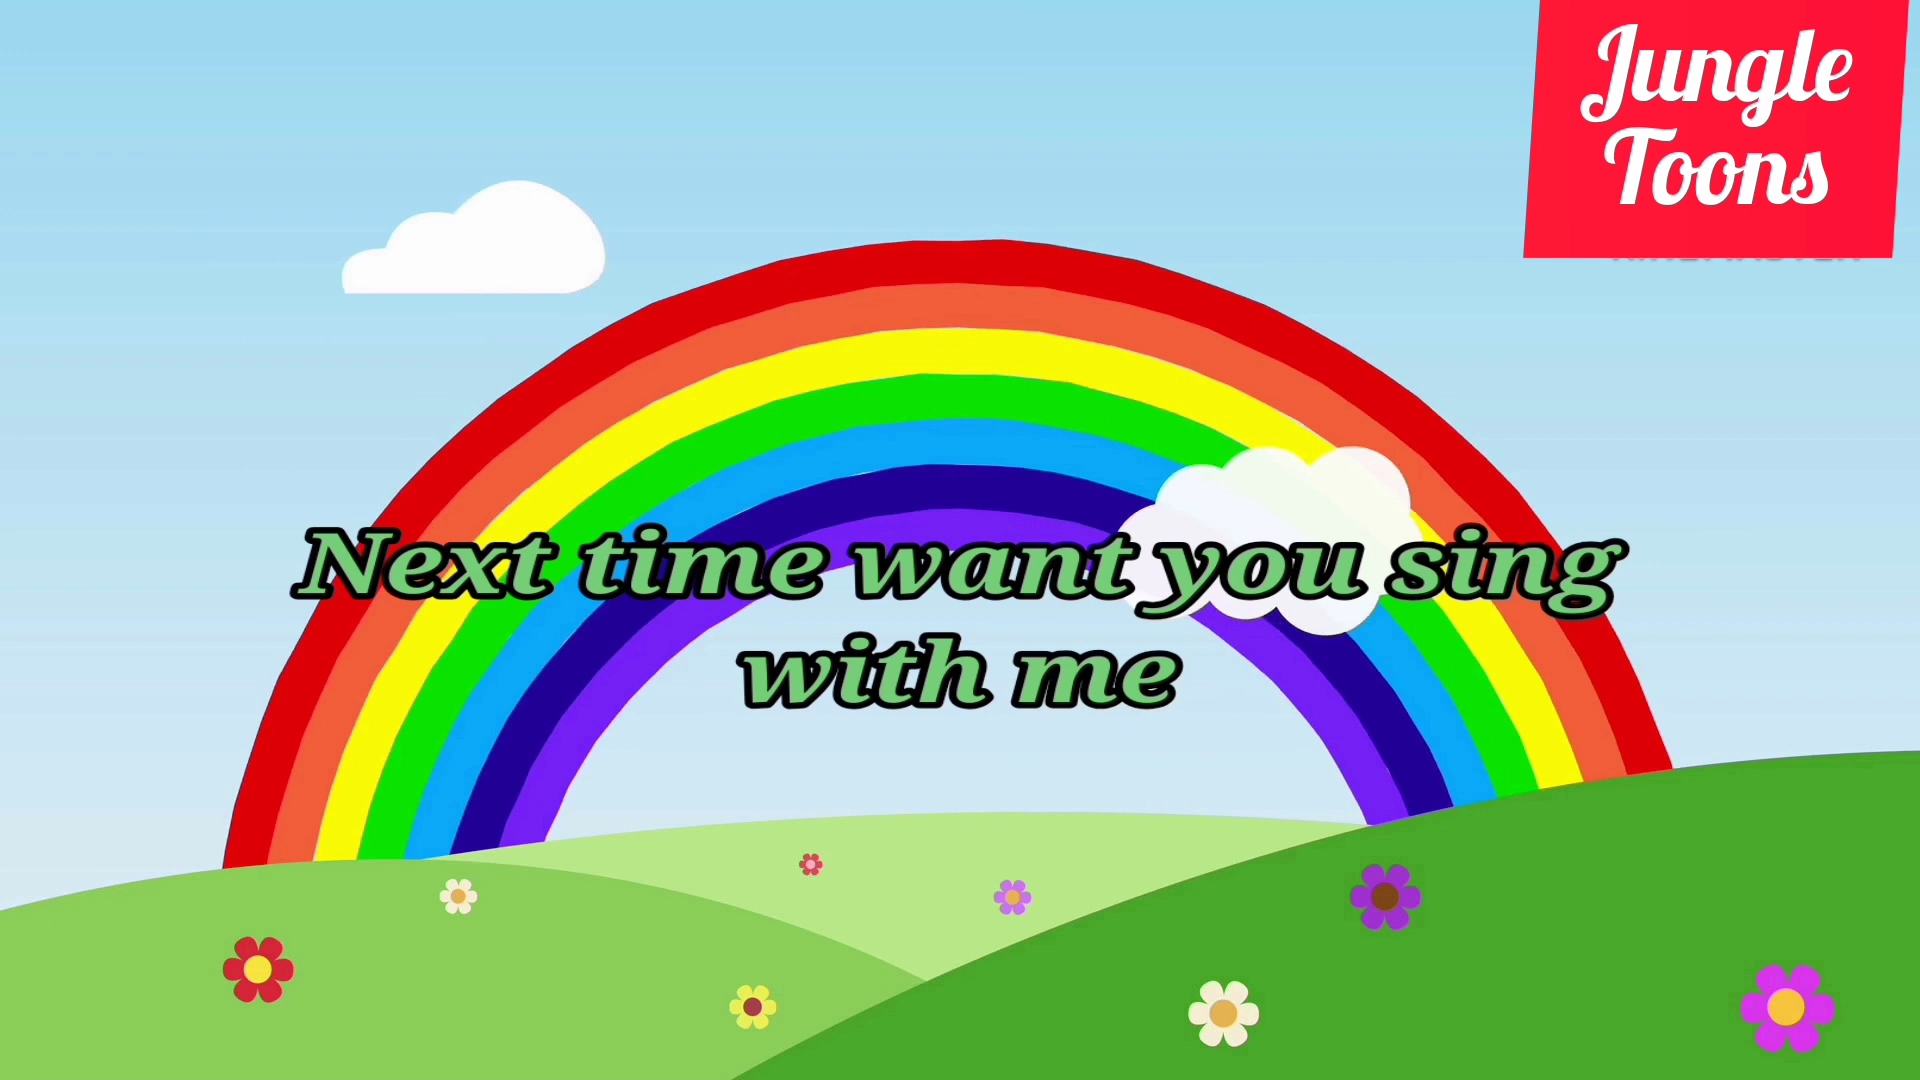 Jungle
Toons
Next time want you sing
with me